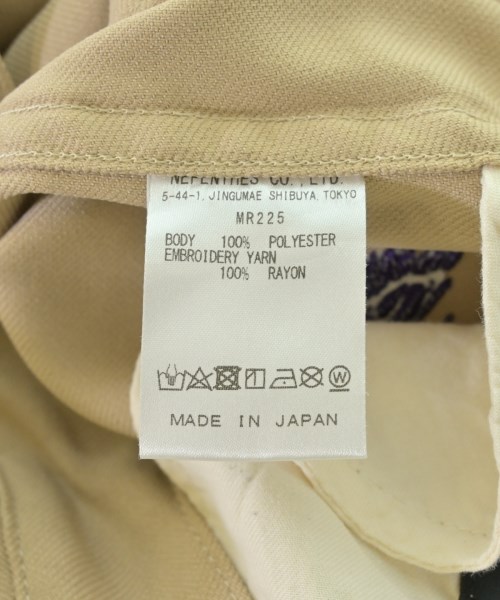 NEPENTHES CO.,LTD.
5-44-1, JINGUMAE SHIBUYA, TOKYO
MR225
BODY 100% POLYESTER
EMBROIDERY YARN
100% RAYON
W
MADE IN JAPAN